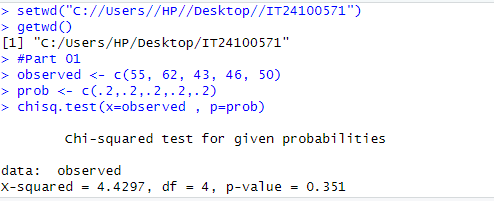 > setwd("C://Users//HP//Desktop//IT24100571")
> getwd()
[1] "C:/Users/HP/Desktop/IT24100571"
> #Part 01
> observed <- c(55, 62, 43, 46, 50)
> prob <- c(.2,.2,.2,.2,.2)
> chisq.test(x=observed , p=prob)
Chi-squared test for given probabilities
data:  observed
X-squared = 4.4297, df = 4, p-value = 0.351